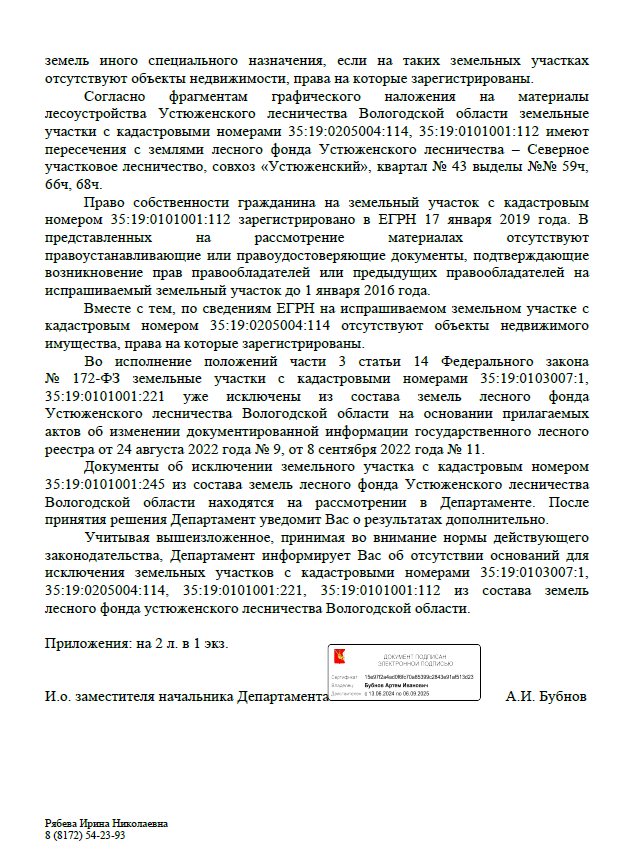 земель иного специального назначения, если на таких земельных участках
отсутствуют объекты недвижимости, права на которые зарегистрированы.
Согласно фрагментам графического наложения на материалы
лесоустройства Устюженского лесничества Вологодской области земельные
участки с кадастровыми номерами 35:19:0205004:114, 35:19:0101001:112 имеют
пересечения с землями лесного фонда Устюженского лесничества – Северное
участковое лесничество, совхоз «Устюженский», квартал № 43 выделы №№ 59ч,
66ч, 68ч.
Право собственности гражданина на земельный участок с кадастровым
номером 35:19:0101001:112 зарегистрировано в ЕГРН 17 января 2019 года. В
представленных на рассмотрение материалах отсутствуют
правоустанавливающие или правоудостоверяющие документы, подтверждающие
возникновение прав правообладателей или предыдущих правообладателей на
испрашиваемый земельный участок до 1 января 2016 года.
Вместе с тем, по сведениям ЕГРН на испрашиваемом земельном участке с
кадастровым номером 35:19:0205004:114 отсутствуют объекты недвижимого
имущества, права на которые зарегистрированы.
Во исполнение положений части 3 статьи 14 Федерального закона
№ 172-ФЗ земельные участки с кадастровыми номерами 35:19:0103007:1,
35:19:0101001:221 уже исключены из состава земель лесного фонда
Устюженского лесничества Вологодской области на основании прилагаемых
актов об изменении документированной информации государственного лесного
реестра от 24 августа 2022 года № 9, от 8 сентября 2022 года № 11.
Документы об исключении земельного участка с кадастровым номером
35:19:0101001:245 из состава земель лесного фонда Устюженского лесничества
Вологодской области находятся на рассмотрении в Департаменте. После
принятия решения Департамент уведомит Вас о результатах дополнительно.
Учитывая вышеизложенное, принимая во внимание нормы действующего
законодательства, Департамент информирует Вас об отсутствии оснований для
исключения земельных участков с кадастровыми номерами 35:19:0103007:1,
35:19:0205004:114, 35:19:0101001:221, 35:19:0101001:112 из состава земель
лесного фонда устюженского лесничества Вологодской области.
Приложения: на 2 л. в 1 экз.
ДОКУМЕНТ ПОДПИСАН
ЭЛЕКТРОННОЙ ПОДПИСЬЮ
Сертификат
Владелец Бубнов Артем Иванович
Действителен с 13.06.2024 по 06.09.2025
И.о. заместителя начальника Департамента А.И. Бубнов
Рябева Ирина Николаевна
8 (8172) 54-23-93